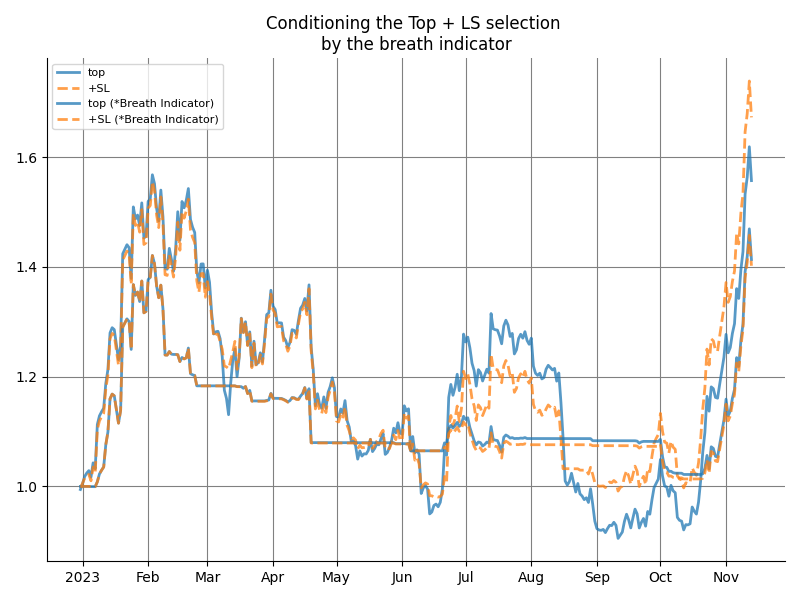 Conditioning the Top + LS selection
by the breath indicator
top
+SL
top (*Breath Indicator)
+SL (*Breath Indicator)
1.6
1.4
1.2
1.0
2023 Feb Mar Apr May Jun Jul Aug Sep Oct Nov